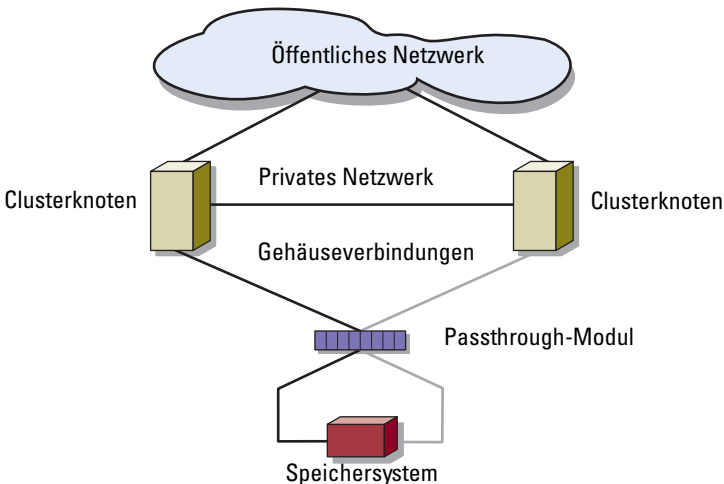 Öffentliches Netzwerk
Privates Netzwerk
Clusterknoten
Clusterknoten
Gehäuseverbindungen
Passthrough-Modul
Speichersystem